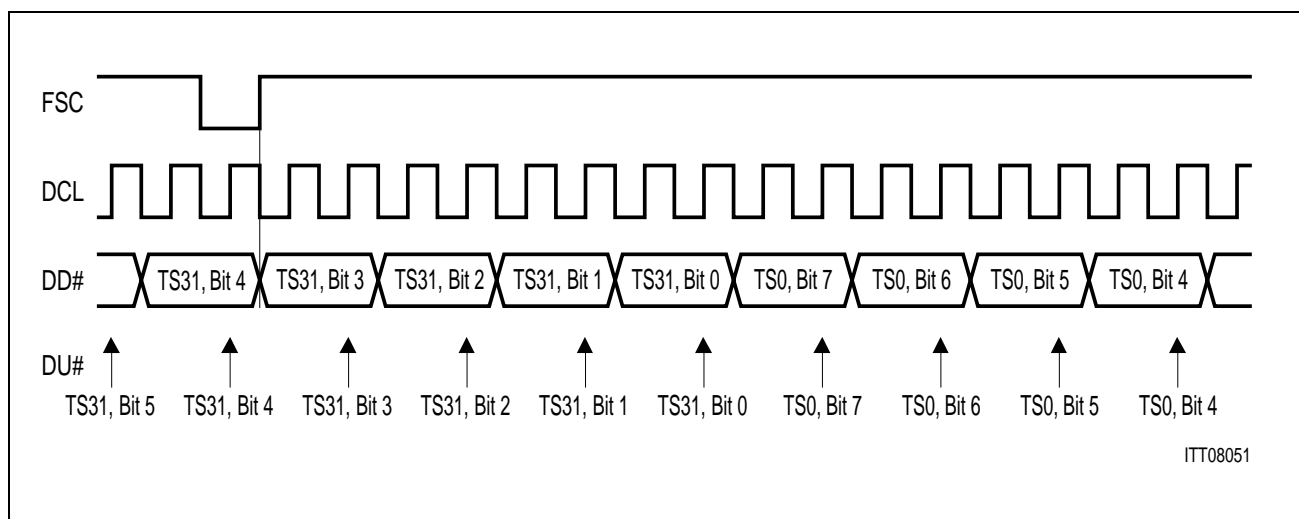 FSC
DCL
DD# TS31, Bit 4 TS31, Bit 3 TS31, Bit 2 TS31, Bit 1 TS31, Bit 0 TS0, Bit 7 TS0, Bit 6 TS0, Bit 5 TS0, Bit 4
DU#
TS31, Bit 5 TS31, Bit 4 TS31, Bit 3 TS31, Bit 2 TS31, Bit 1 TS31, Bit 0 TS0, Bit 7 TS0, Bit 6 TS0, Bit 5 TS0, Bit 4
ITT08051